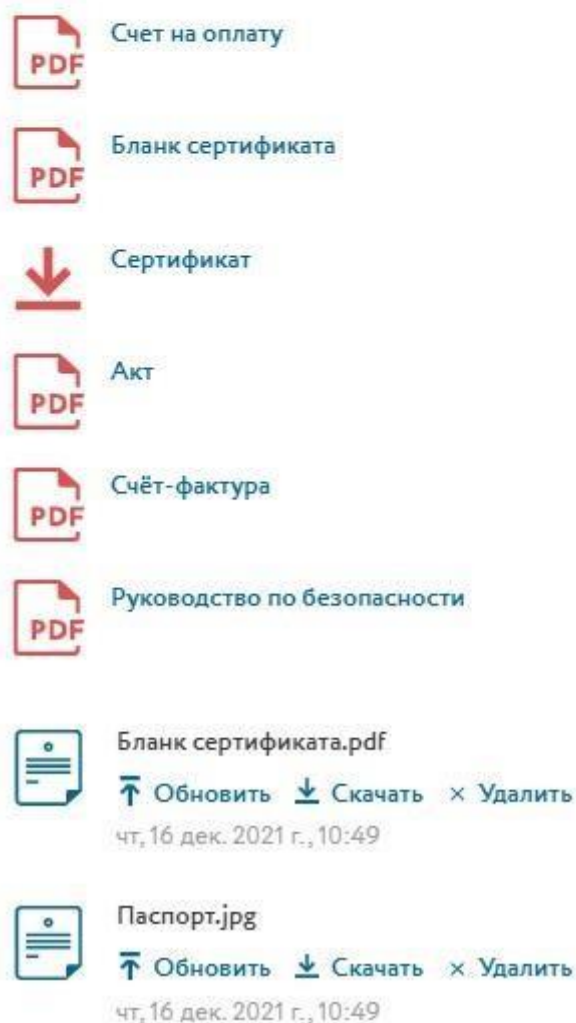 PDF Счет на оплату
PDF Бланк сертификата
Сертификат
PDF Акт
PDF Счёт-фактура
PDF Руководство по безопасности
Бланк сертификата.pdf
Обновить Скачать × Удалить
чт, 16 дек. 2021 г., 10:49
Паспорт.jpg
Обновить Скачать × Удалить
чт, 16 дек. 2021 г., 10:49